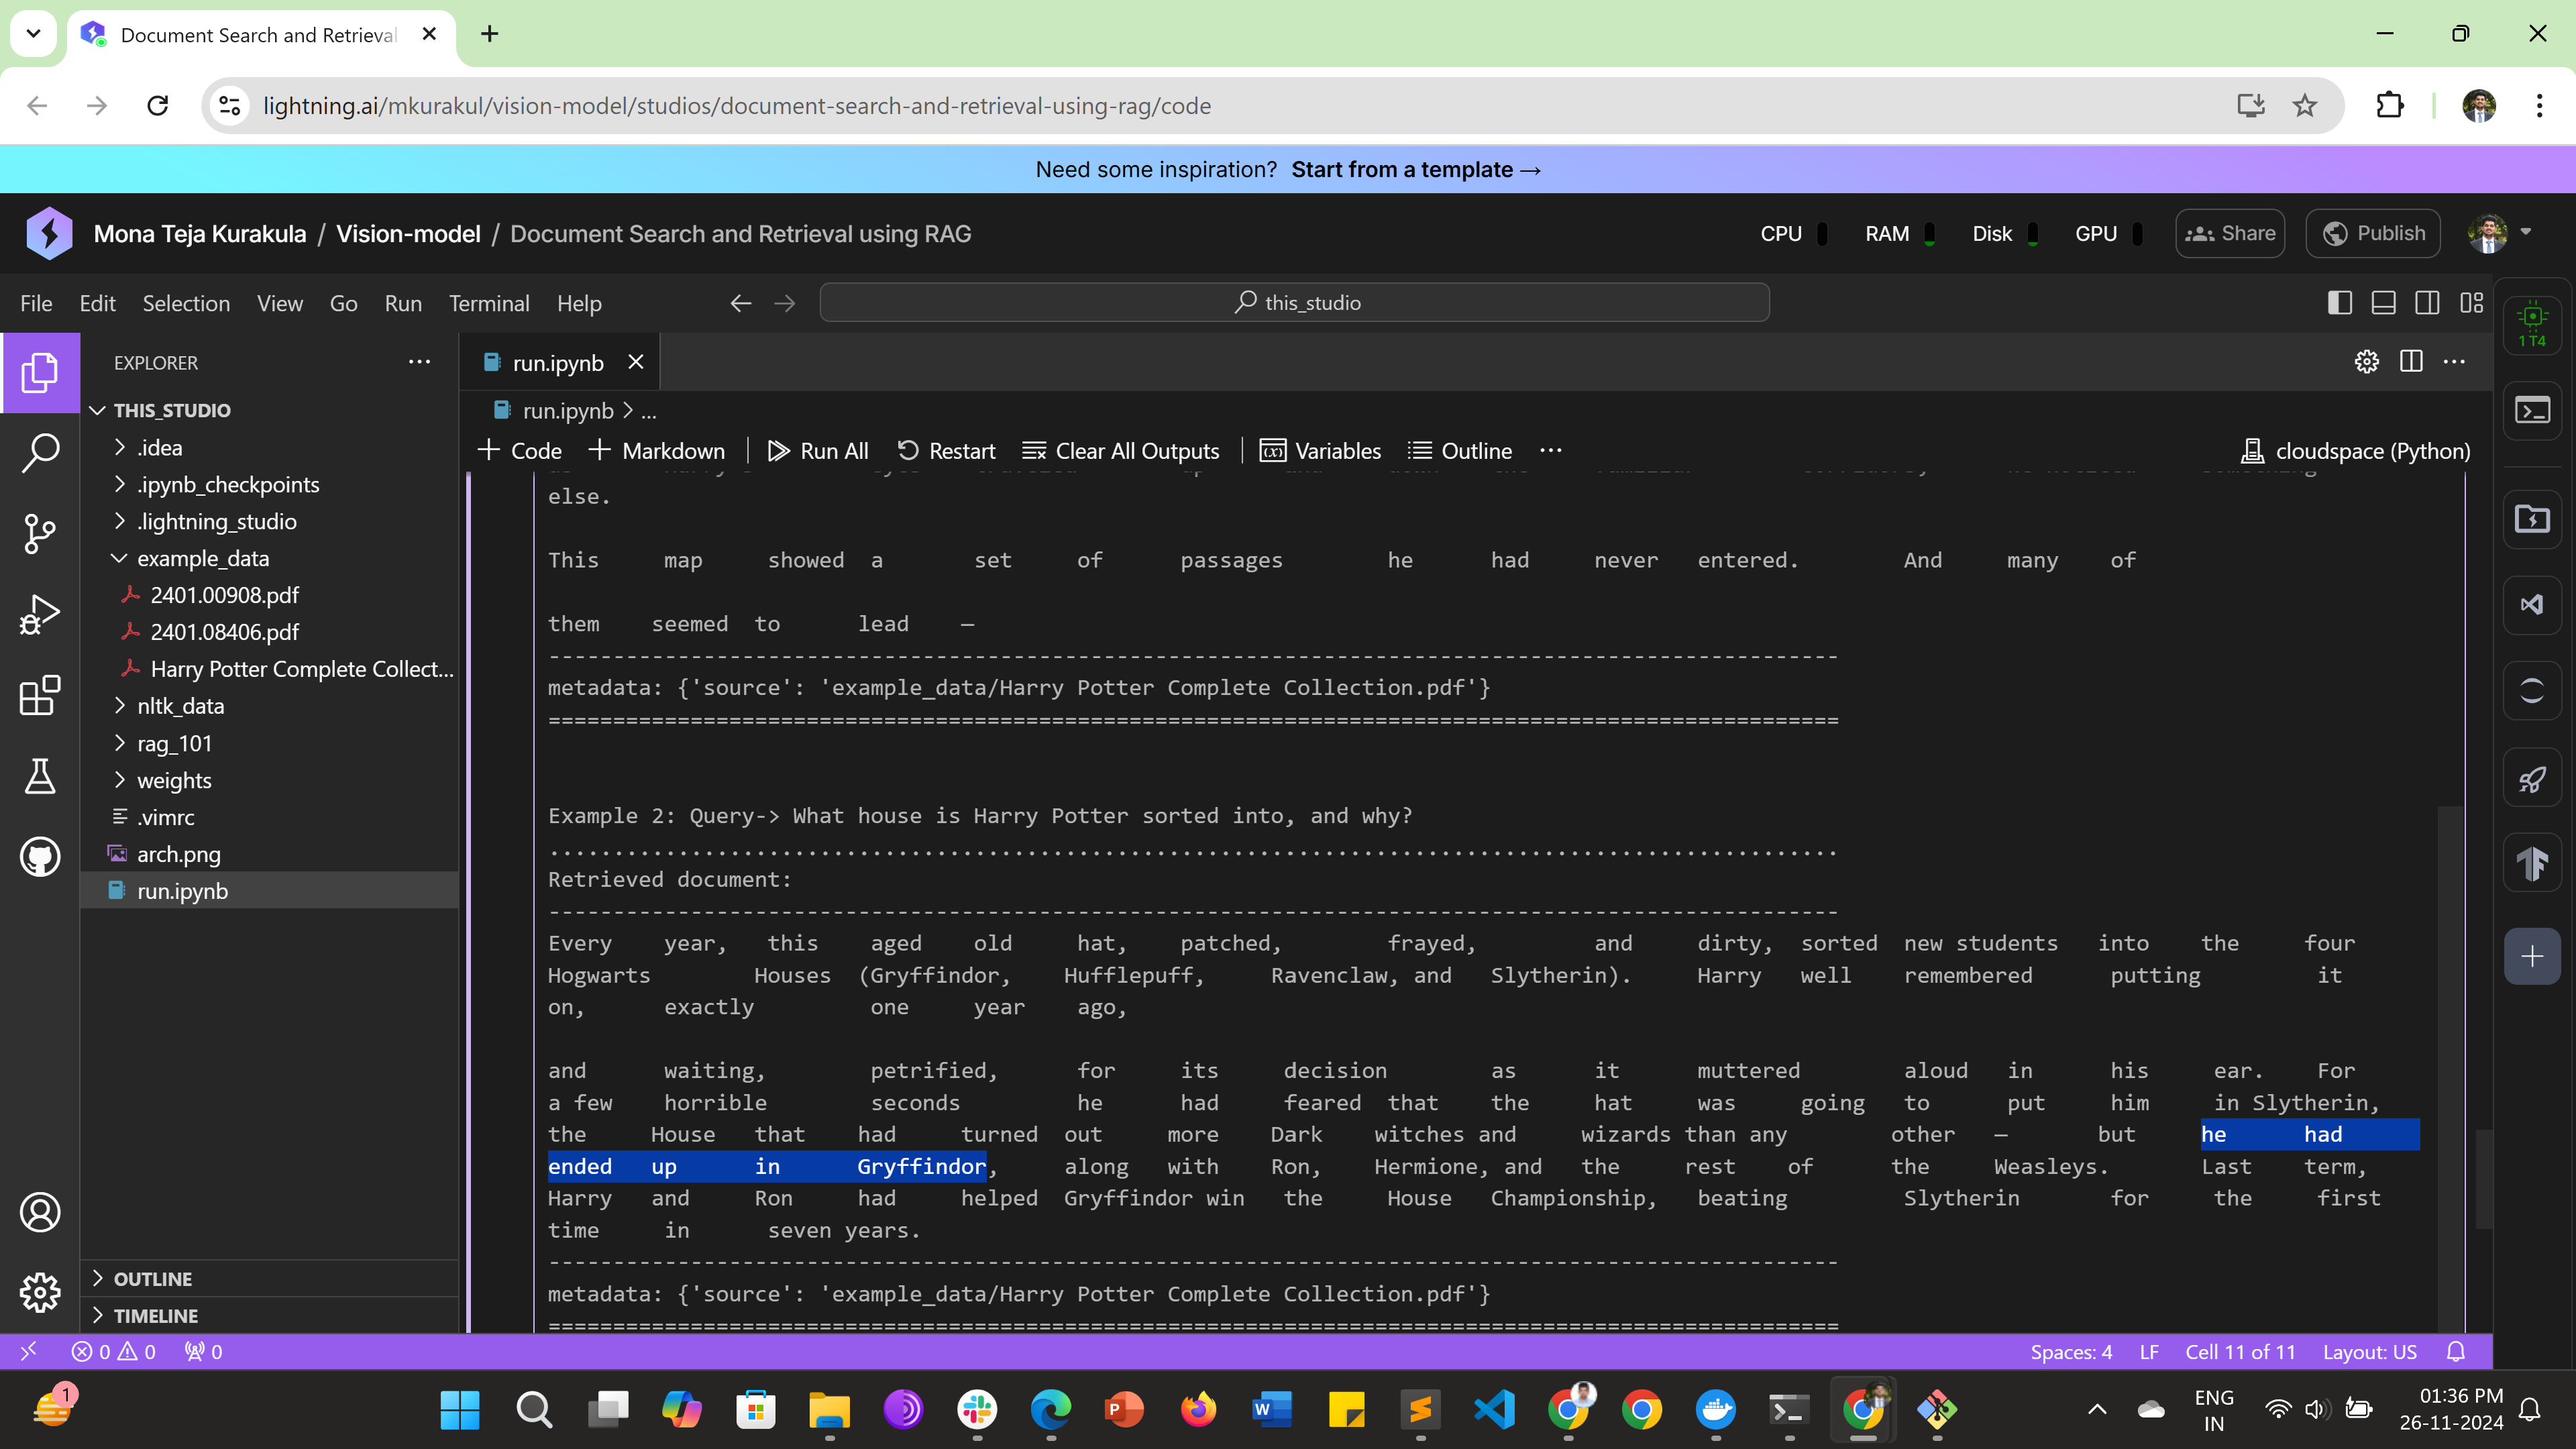 Document Search and Retrieval
lightning.ai/mkurakul/vision-model/studios/document-search-and-retrieval-using-rag/code
Need some inspiration? Start from a template →
Mona Teja Kurakula / Vision-model / Document Search and Retrieval using RAG
CPU RAM Disk GPU Share Publish
File Edit Selection View Go Run Terminal Help
this_studio
1 T4
EXPLORER
run.ipynb
THIS_STUDIO
run.ipynb > ...
Code Markdown Run All Restart Clear All Outputs Variables Outline ...
cloudspace (Python)
.idea
.ipynb_checkpoints
.lightning_studio
example_data
2401.00908.pdf
2401.08406.pdf
Harry Potter Complete Collect...
nltk_data
rag_101
weights
.vimrc
arch.png
run.ipynb
OUTLINE
TIMELINE
else.
This map showed a set of passages he had never entered. And many of
them seemed to lead —
----------------------------------------------------------------------------------------------------
metadata: {'source': 'example_data/Harry Potter Complete Collection.pdf'}
====================================================================================================
Example 2: Query-> What house is Harry Potter sorted into, and why?
....................................................................................................
Retrieved document:
----------------------------------------------------------------------------------------------------
Every year, this aged old hat, patched, frayed, and dirty, sorted new students into the four
Hogwarts Houses (Gryffindor, Hufflepuff, Ravenclaw, and Slytherin). Harry well remembered putting it
on, exactly one year ago,
and waiting, petrified, for its decision as it muttered aloud in his ear. For
a few horrible seconds he had feared that the hat was going to put him in Slytherin,
the House that had turned out more Dark witches and wizards than any other — but he had
ended up in Gryffindor, along with Ron, Hermione, and the rest of the Weasleys. Last term,
Harry and Ron had helped Gryffindor win the House Championship, beating Slytherin for the first
time in seven years.
----------------------------------------------------------------------------------------------------
metadata: {'source': 'example_data/Harry Potter Complete Collection.pdf'}
====================================================================================================
0 0 0
Spaces: 4 LF Cell 11 of 11 Layout: US
1
ENG
IN
01:36 PM
26-11-2024